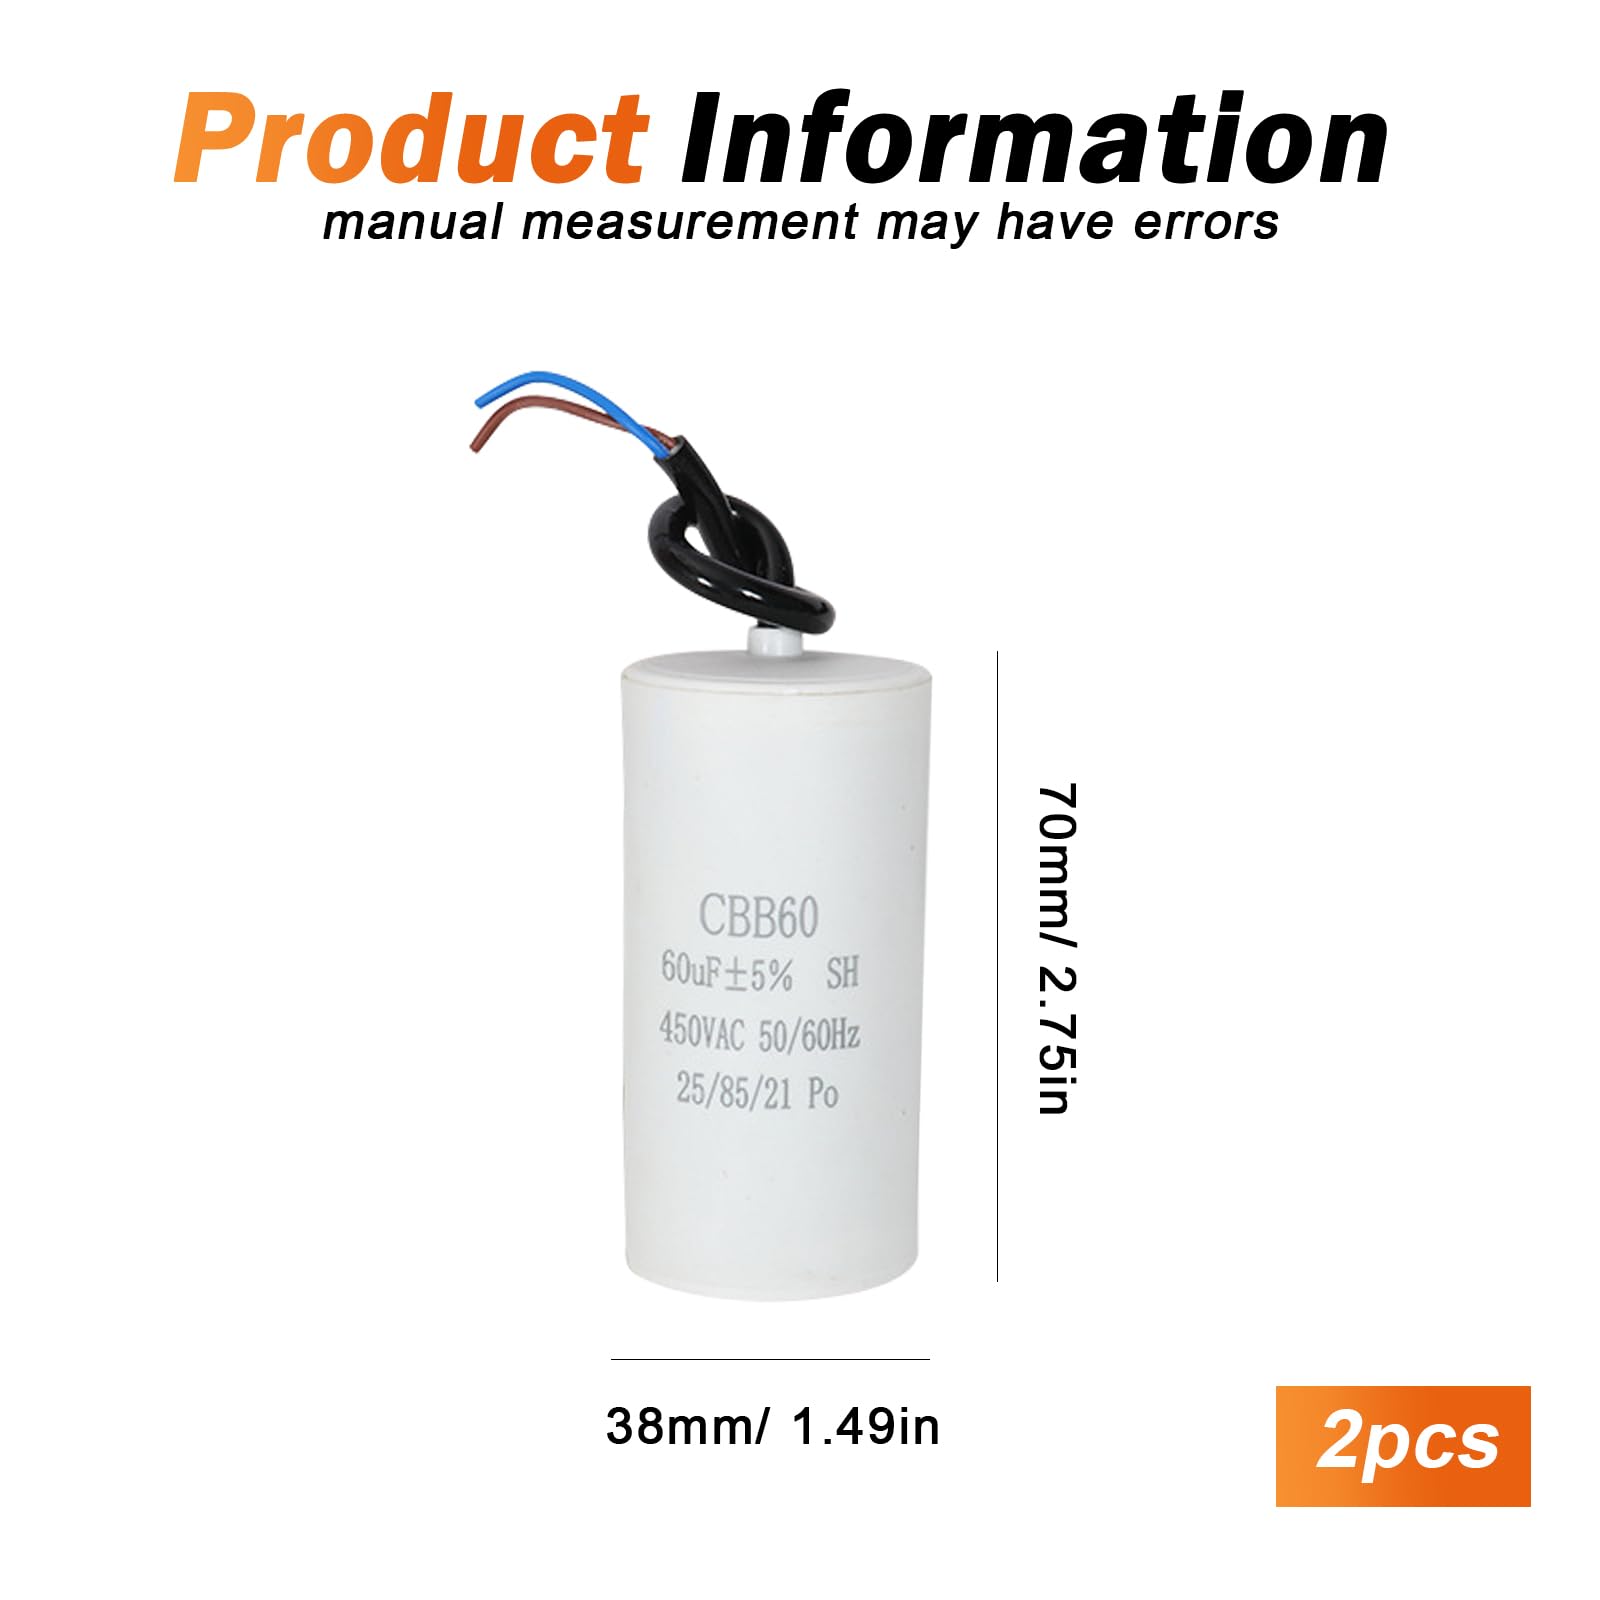 Product Information
manual measurement may have errors
CBB60
60uF±5% SH
450VAC 50/60Hz
25/85/21 Po
70mm/ 2.75in
38mm/ 1.49in
2pcs